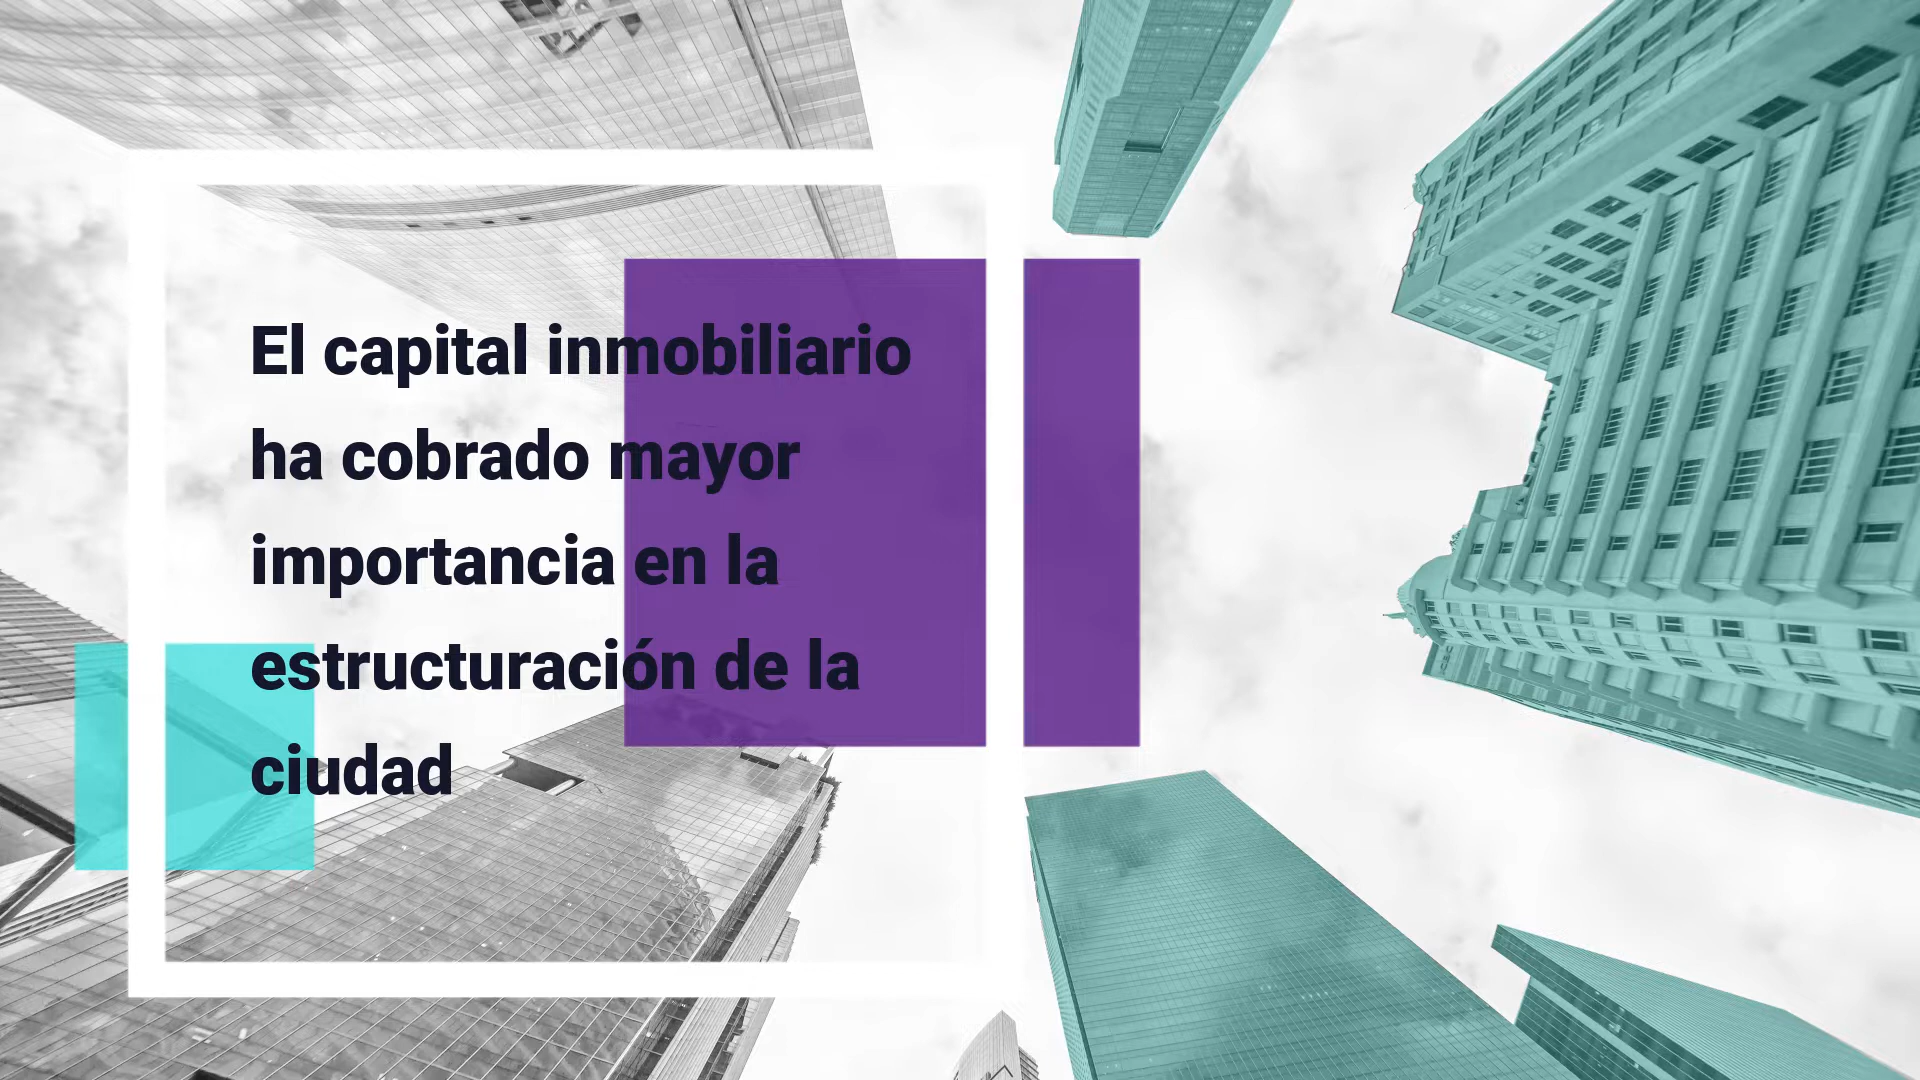 El capital inmobiliario
ha cobrado mayor
importancia en la
estructuración de la
ciudad